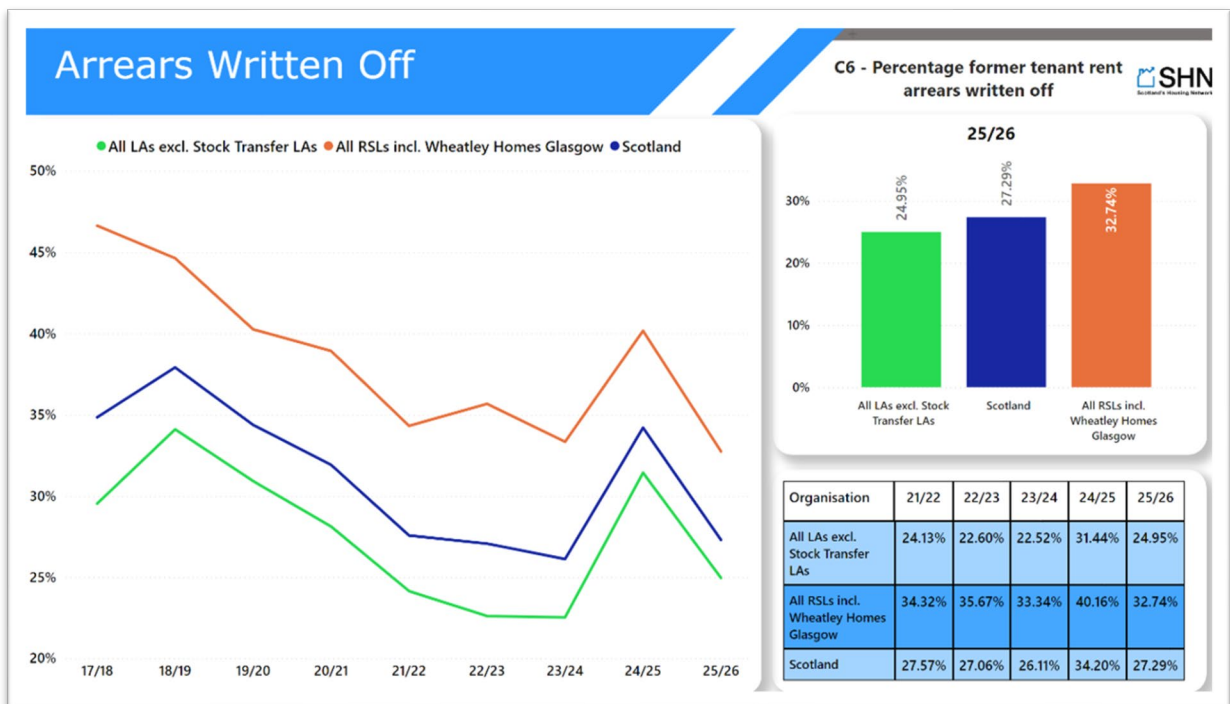 Arrears Written Off
C6 - Percentage former tenant rent
arrears written off
SHN
Scotland's Housing Network
All LAs excl. Stock Transfer LAs All RSLs incl. Wheatley Homes Glasgow Scotland
50%
45%
40%
35%
30%
25%
20%
17/18 18/19 19/20 20/21 21/22 22/23 23/24 24/25 25/26
25/26
30%
20%
10%
0%
24.95%
27.29%
32.74%
All LAs excl. Stock
Transfer LAs
Scotland
All RSLs incl.
Wheatley Homes
Glasgow
Organisation 21/22 22/23 23/24 24/25 25/26
All LAs excl. 24.13% 22.60% 22.52% 31.44% 24.95%
Stock Transfer
LAs
All RSLs incl. 34.32% 35.67% 33.34% 40.16% 32.74%
Wheatley Homes
Glasgow
Scotland 27.57% 27.06% 26.11% 34.20% 27.29%